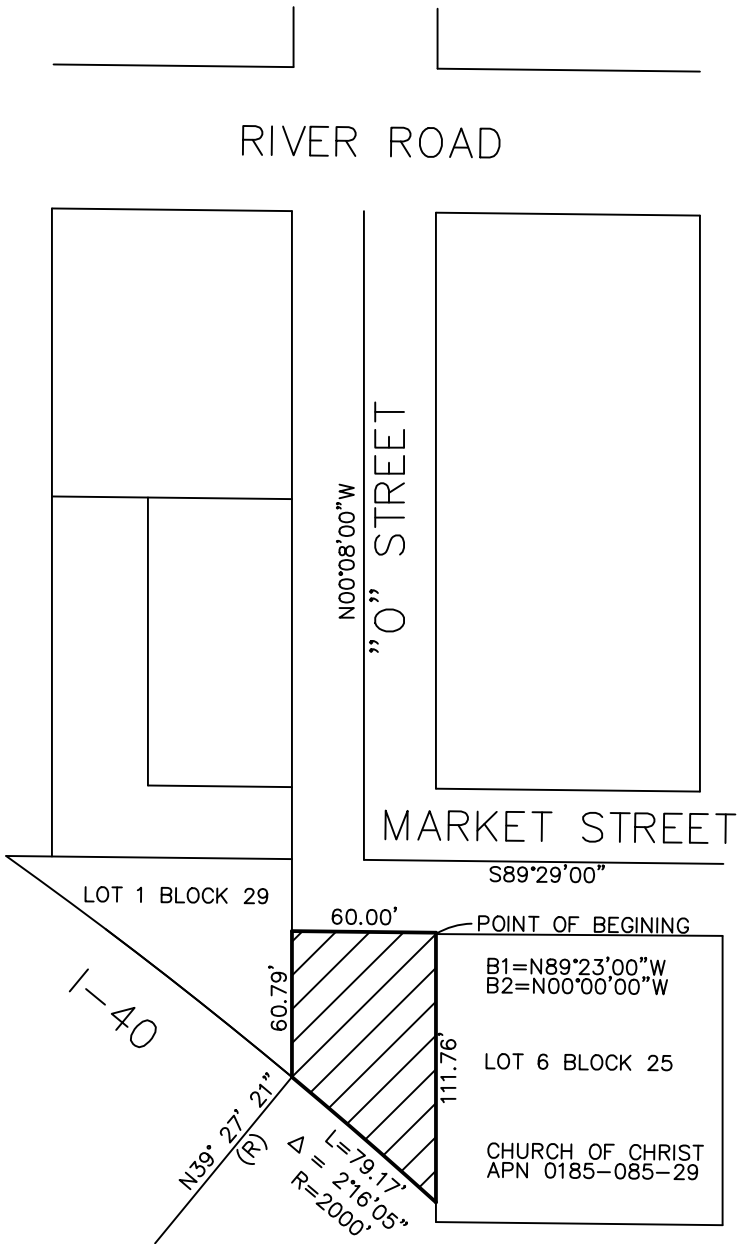 RIVER ROAD
N00°08'00"W
"O" STREET
MARKET STREET
S89°29'00"
LOT 1 BLOCK 29
60.00'
POINT OF BEGINING
B1=N89°23'00"W
B2=N00°00'00"W
60.79'
I-40
111.76'
LOT 6 BLOCK 25
N39° 27' 21"
(R)
L=79.17'
Δ = 2°16'05"
R=2000'
CHURCH OF CHRIST
APN 0185-085-29